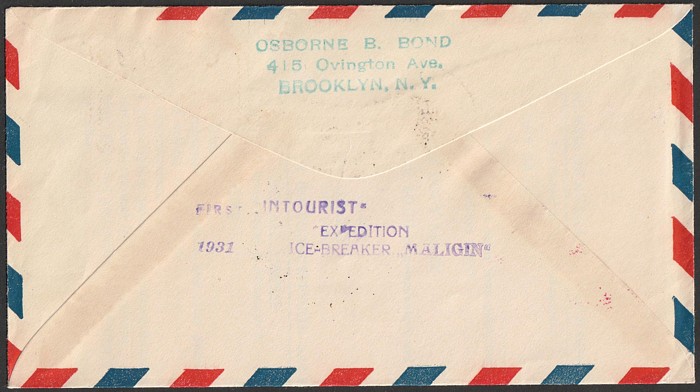 OSBORNE B. BOND
415 Ovington Ave.
BROOKLYN, N. Y.
FIRST „INTOURIST"
EXPEDITION
1931 ICE-BREAKER „MALIGIN"